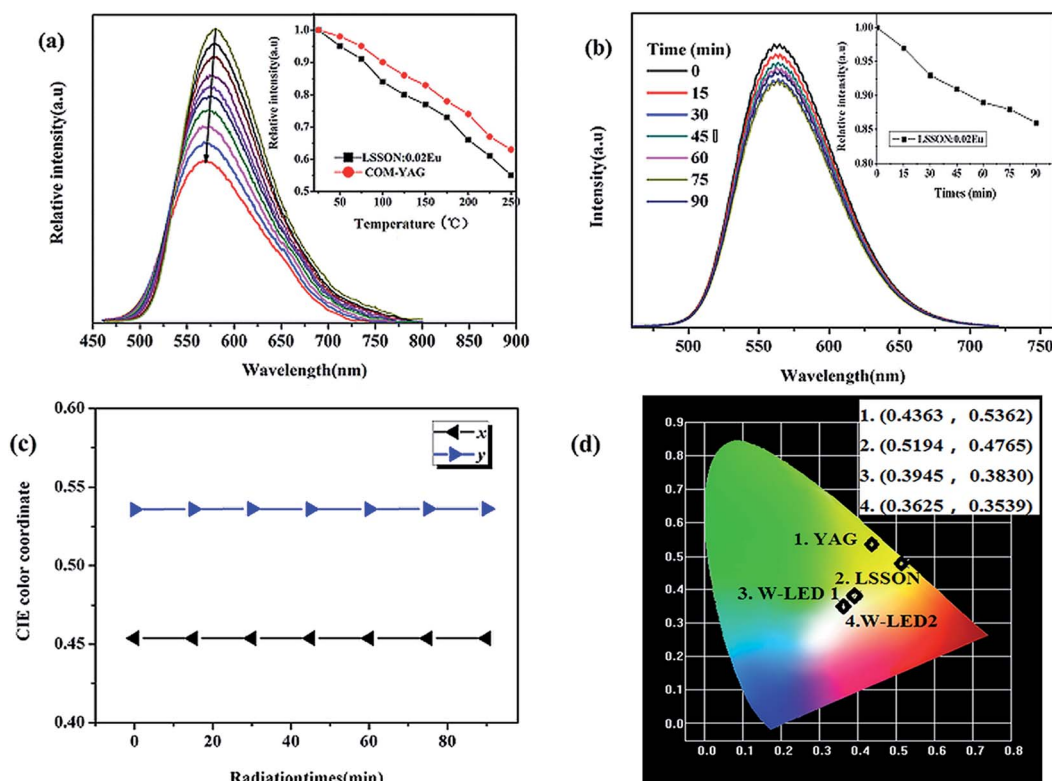 (a)
Relative intensity(a.u)
1.0
0.9
0.8
0.7
0.6
0.5
Relative intensity(a.u)
LSSON:0.02Eu
COM-YAG
50 100 150 200 250
Temperature (℃)
450 500 550 600 650 700 750 800 850 900
Wavelength(nm)
(b)
Intensity(a.u)
Time (min)
0
15
30
45▯
60
75
90
1.00
0.95
0.90
0.85
0.80
Relative intensity(a.u)
LSSON:0.02Eu
0 15 30 45 60 75 90
Times (min)
500 550 600 650 700 750
Wavelength(nm)
(c)
CIE color coordinate
0.60
0.55
0.50
0.45
0.40
x
y
0 20 40 60 80
Radiationtimes(min)
(d)
1. (0.4363 , 0.5362)
2. (0.5194 , 0.4765)
3. (0.3945 , 0.3830)
4. (0.3625 , 0.3539)
0.9
0.8
0.7
0.6
0.5
0.4
0.3
0.2
0.1
0.0
1. YAG
2. LSSON
3. W-LED 1
4.W-LED2
0.0 0.1 0.2 0.3 0.4 0.5 0.6 0.7 0.8